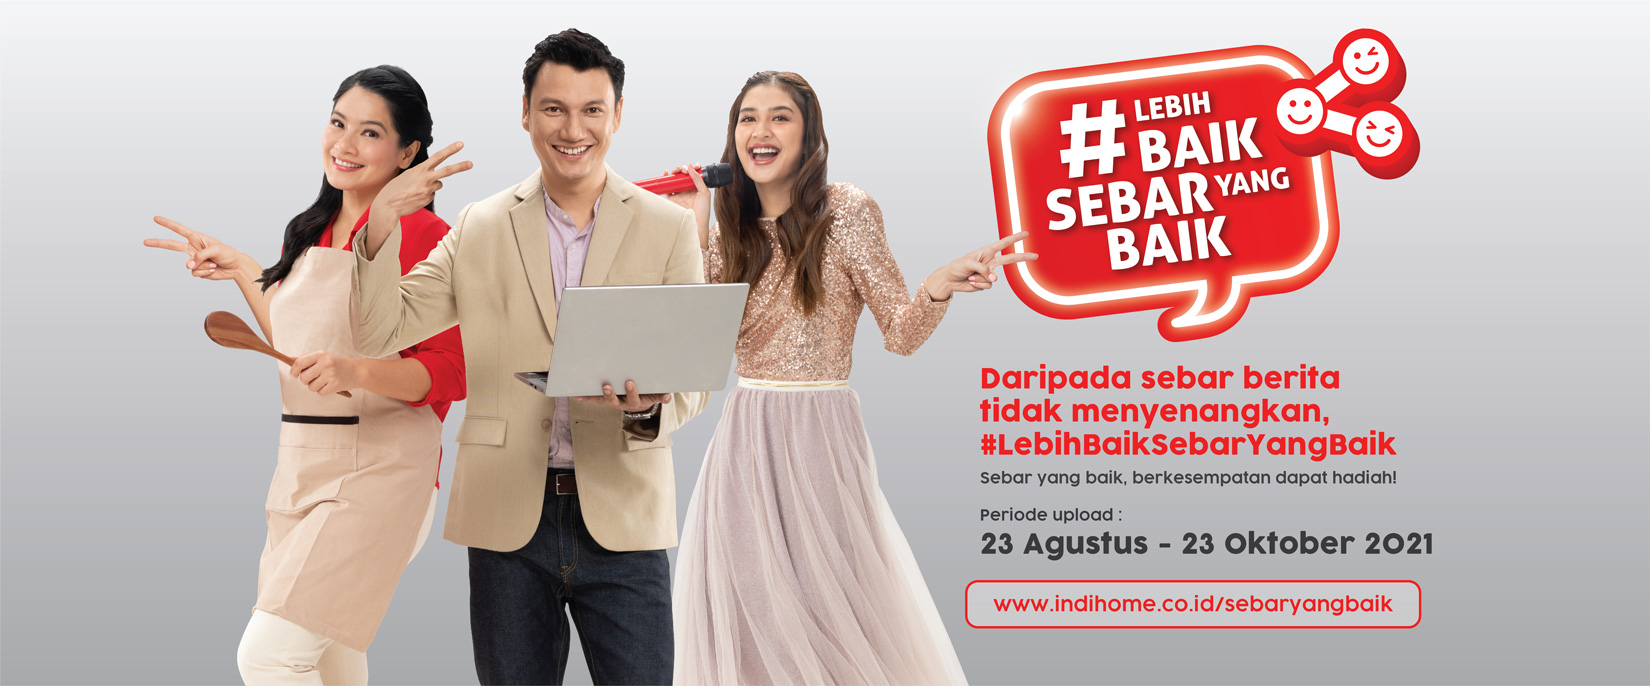 # LEBIH
BAIK
SEBAR YANG
BAIK
Daripada sebar berita
tidak menyenangkan,
#LebihBaikSebarYangBaik
Sebar yang baik, berkesempatan dapat hadiah!
Periode upload :
23 Agustus - 23 Oktober 2021
www.indihome.co.id/sebaryangbaik